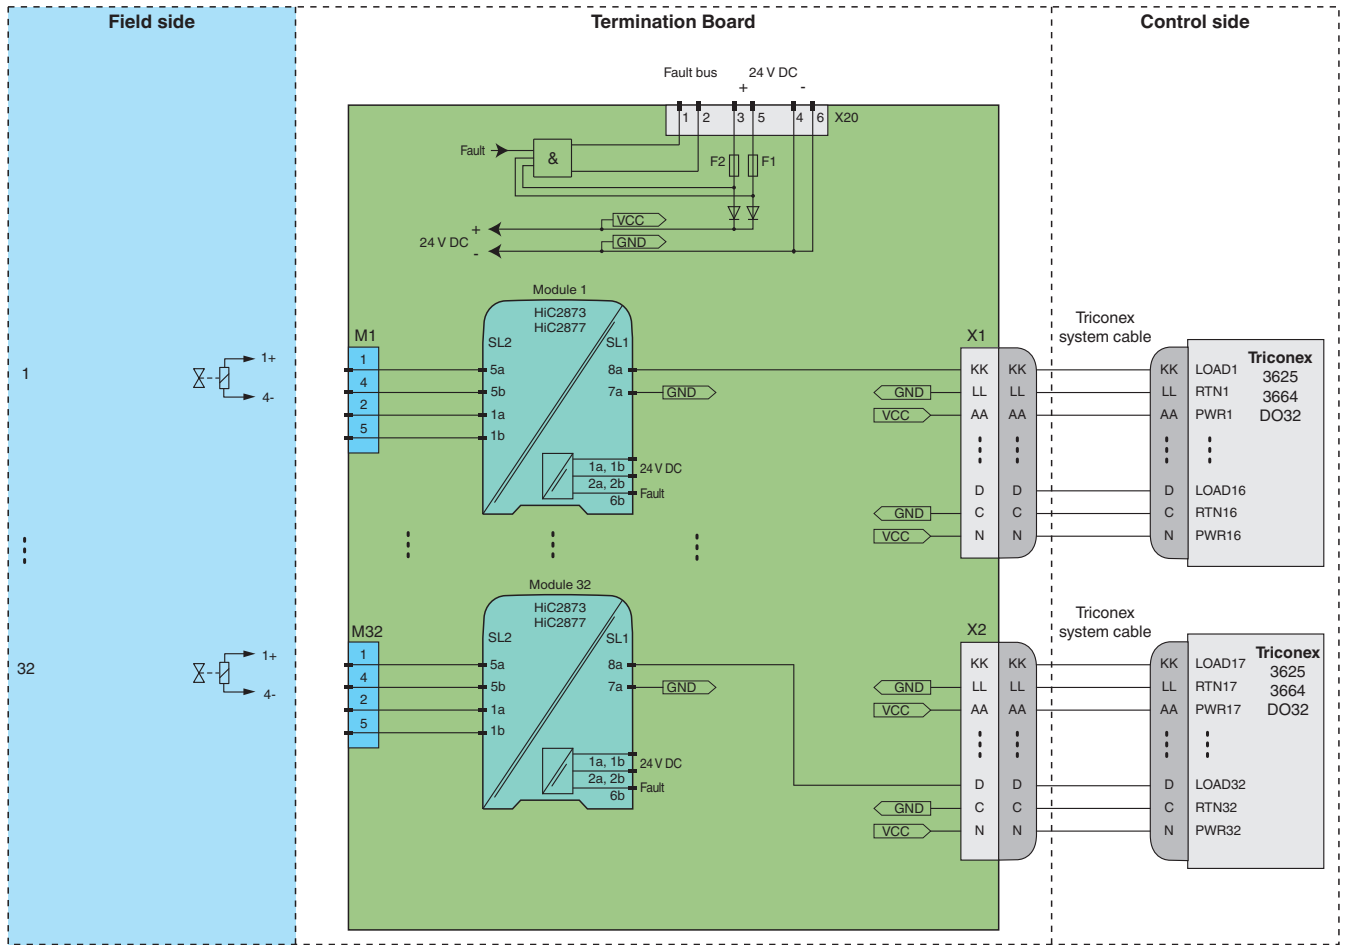 Field side
Termination Board
Control side
Fault bus
24 V DC
+
-
1
2
3
5
4
6
X20
Fault
&
F2
F1
VCC
+
24 V DC
-
GND
Module 1
HiC2873
HiC2877
M1
SL2
SL1
1
5a
8a
4
5b
7a
GND
2
1a
5
1b
1a, 1b
24 V DC
2a, 2b
Fault
6b
1
1+
4-
X1
Triconex
system cable
KK
KK
KK
LOAD1
GND
LL
LL
LL
RTN1
VCC
AA
AA
AA
PWR1
D
D
D
LOAD16
GND
C
C
C
RTN16
VCC
N
N
N
PWR16
Triconex
3625
3664
DO32
Module 32
HiC2873
HiC2877
M32
SL2
SL1
1
5a
8a
4
5b
7a
GND
2
1a
5
1b
1a, 1b
24 V DC
2a, 2b
Fault
6b
32
1+
4-
X2
Triconex
system cable
KK
KK
KK
LOAD17
GND
LL
LL
LL
RTN17
VCC
AA
AA
AA
PWR17
D
D
D
LOAD32
GND
C
C
C
RTN32
VCC
N
N
N
PWR32
Triconex
3625
3664
DO32